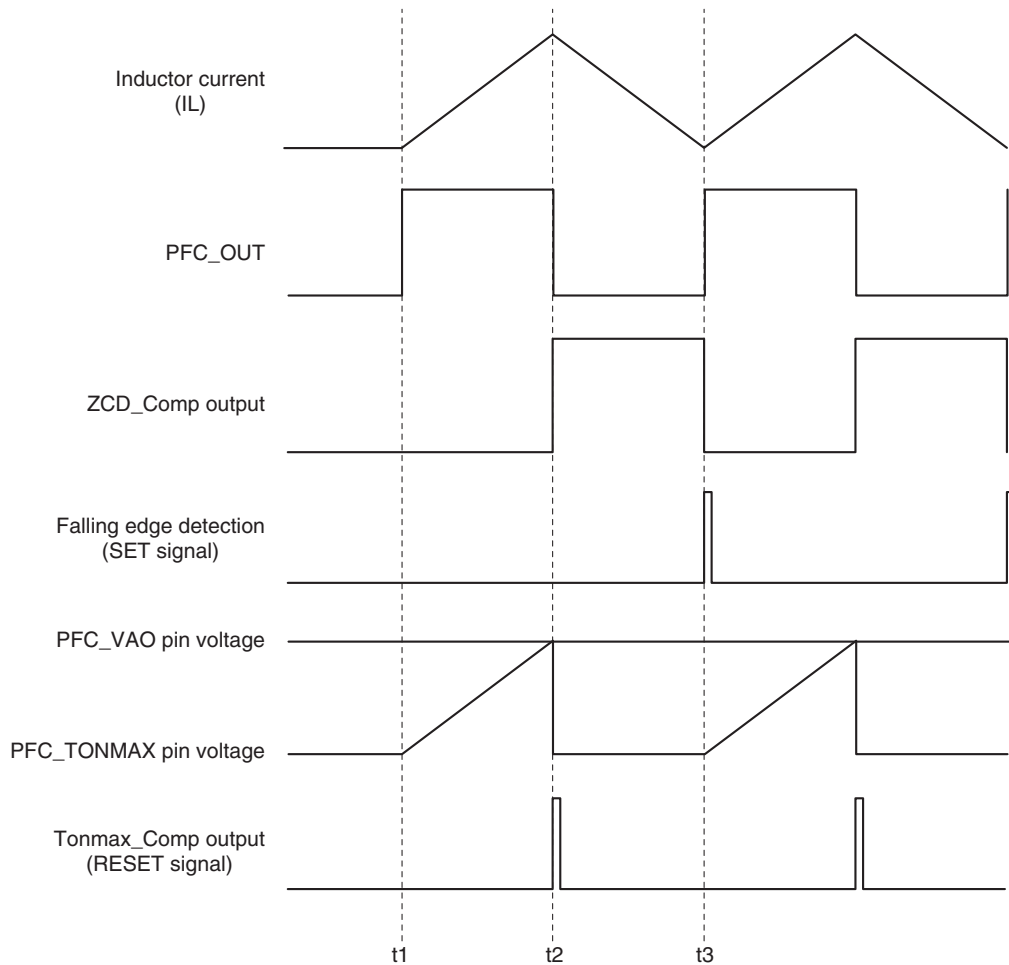 Inductor current
(IL)
PFC_OUT
ZCD_Comp output
Falling edge detection
(SET signal)
PFC_VAO pin voltage
PFC_TONMAX pin voltage
Tonmax_Comp output
(RESET signal)
t1 t2 t3